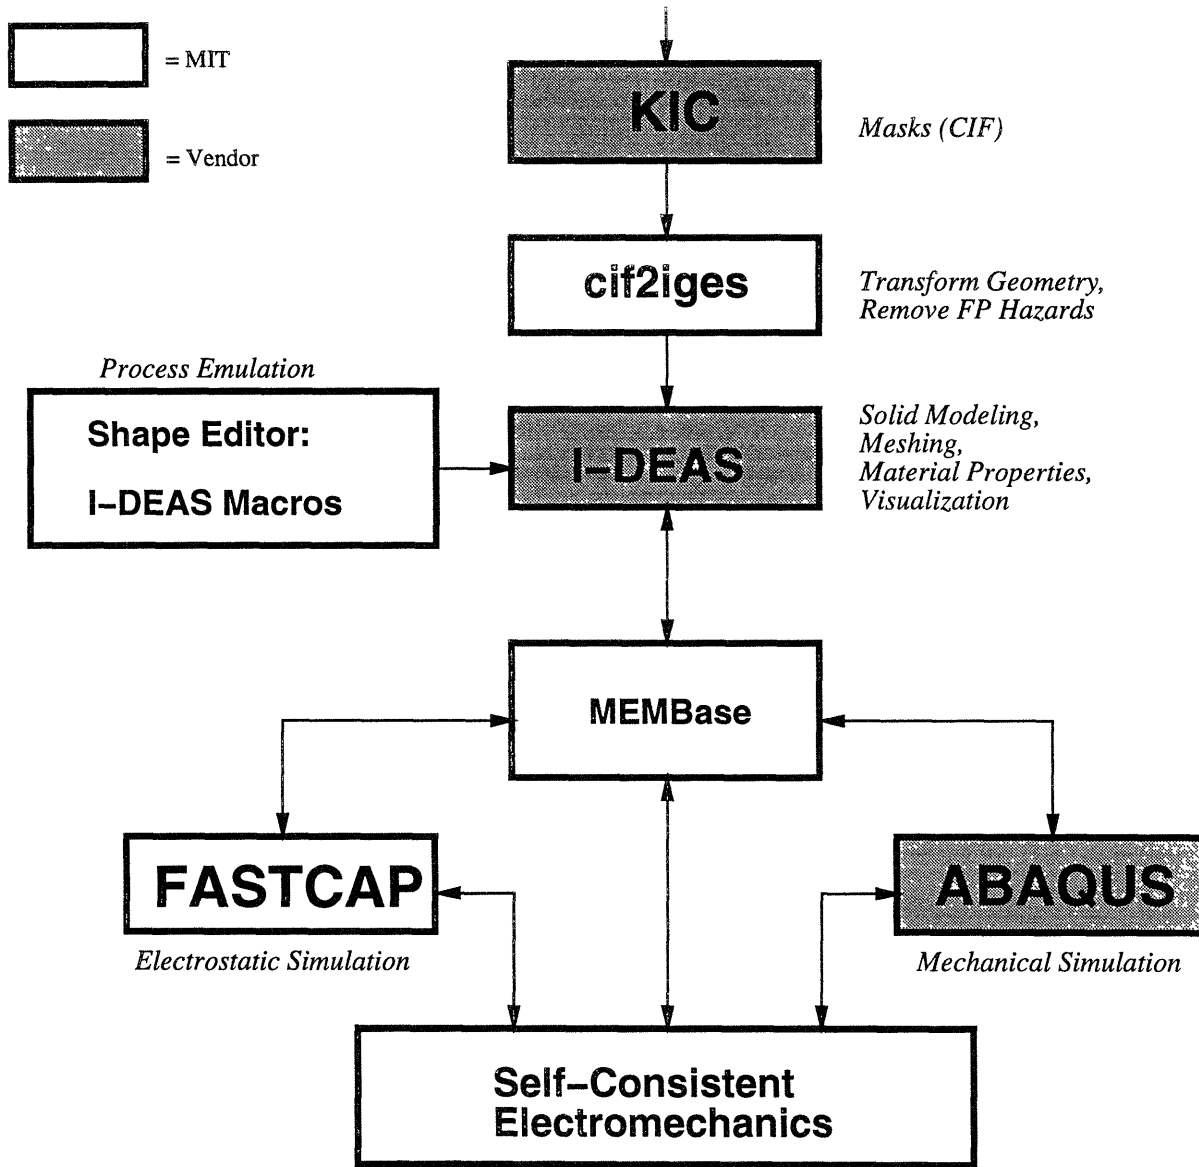 = MIT
= Vendor
KIC
Masks (CIF)
cif2iges
Transform Geometry,
Remove FP Hazards
Process Emulation
Shape Editor:
I-DEAS Macros
I-DEAS
Solid Modeling,
Meshing,
Material Properties,
Visualization
MEMBase
FASTCAP
Electrostatic Simulation
ABAQUS
Mechanical Simulation
Self-Consistent
Electromechanics